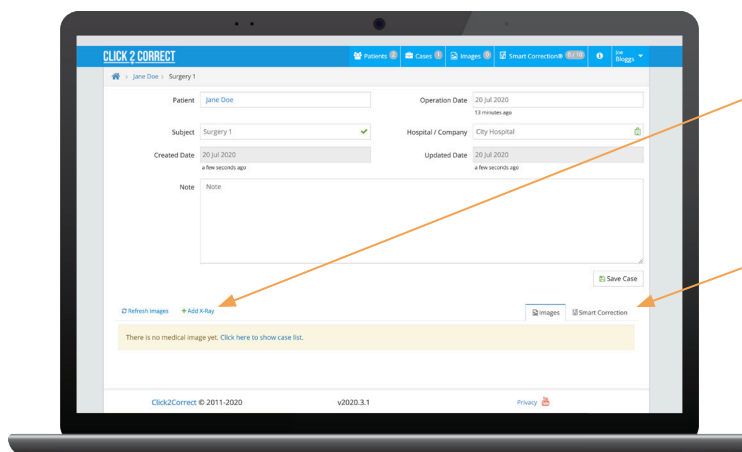 CLICK 2 CORRECT
Patients 2 Cases 1 Images 0 Smart Correction® 0 / 10 Joe Bloggs
Jane Doe > Surgery 1
Patient Jane Doe Operation Date 20 Jul 2020
13 minutes ago
Subject Surgery 1 Hospital / Company City Hospital
Created Date 20 Jul 2020 Updated Date 20 Jul 2020
a few seconds ago a few seconds ago
Note Note
Save Case
Refresh Images + Add X-Ray Images Smart Correction
There is no medical image yet. Click here to show case list.
Click2Correct © 2011-2020 v2020.3.1 Privacy